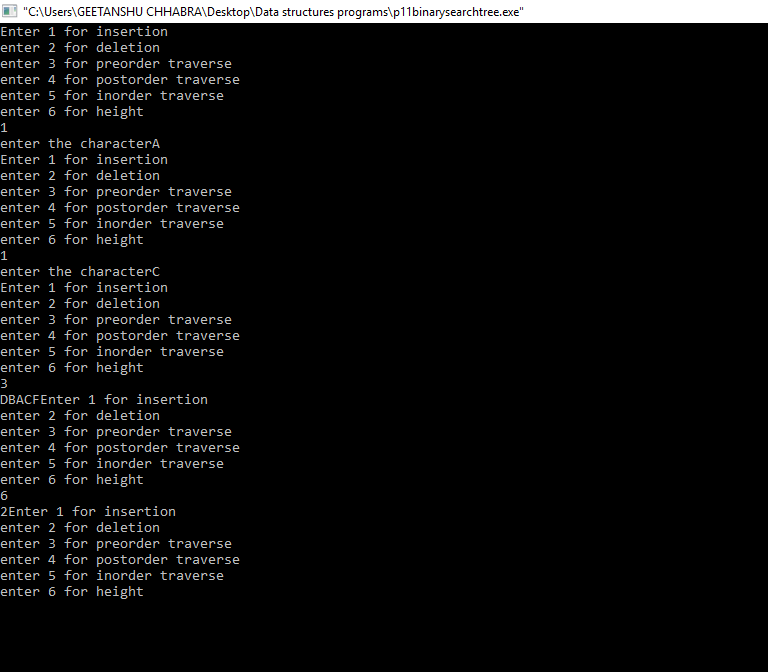 "C:\Users\GEETANSHU CHHABRA\Desktop\Data structures programs\p11binarysearchtree.exe"
Enter 1 for insertion
enter 2 for deletion
enter 3 for preorder traverse
enter 4 for postorder traverse
enter 5 for inorder traverse
enter 6 for height
1
enter the characterA
Enter 1 for insertion
enter 2 for deletion
enter 3 for preorder traverse
enter 4 for postorder traverse
enter 5 for inorder traverse
enter 6 for height
1
enter the characterC
Enter 1 for insertion
enter 2 for deletion
enter 3 for preorder traverse
enter 4 for postorder traverse
enter 5 for inorder traverse
enter 6 for height
3
DBACFEnter 1 for insertion
enter 2 for deletion
enter 3 for preorder traverse
enter 4 for postorder traverse
enter 5 for inorder traverse
enter 6 for height
6
2Enter 1 for insertion
enter 2 for deletion
enter 3 for preorder traverse
enter 4 for postorder traverse
enter 5 for inorder traverse
enter 6 for height